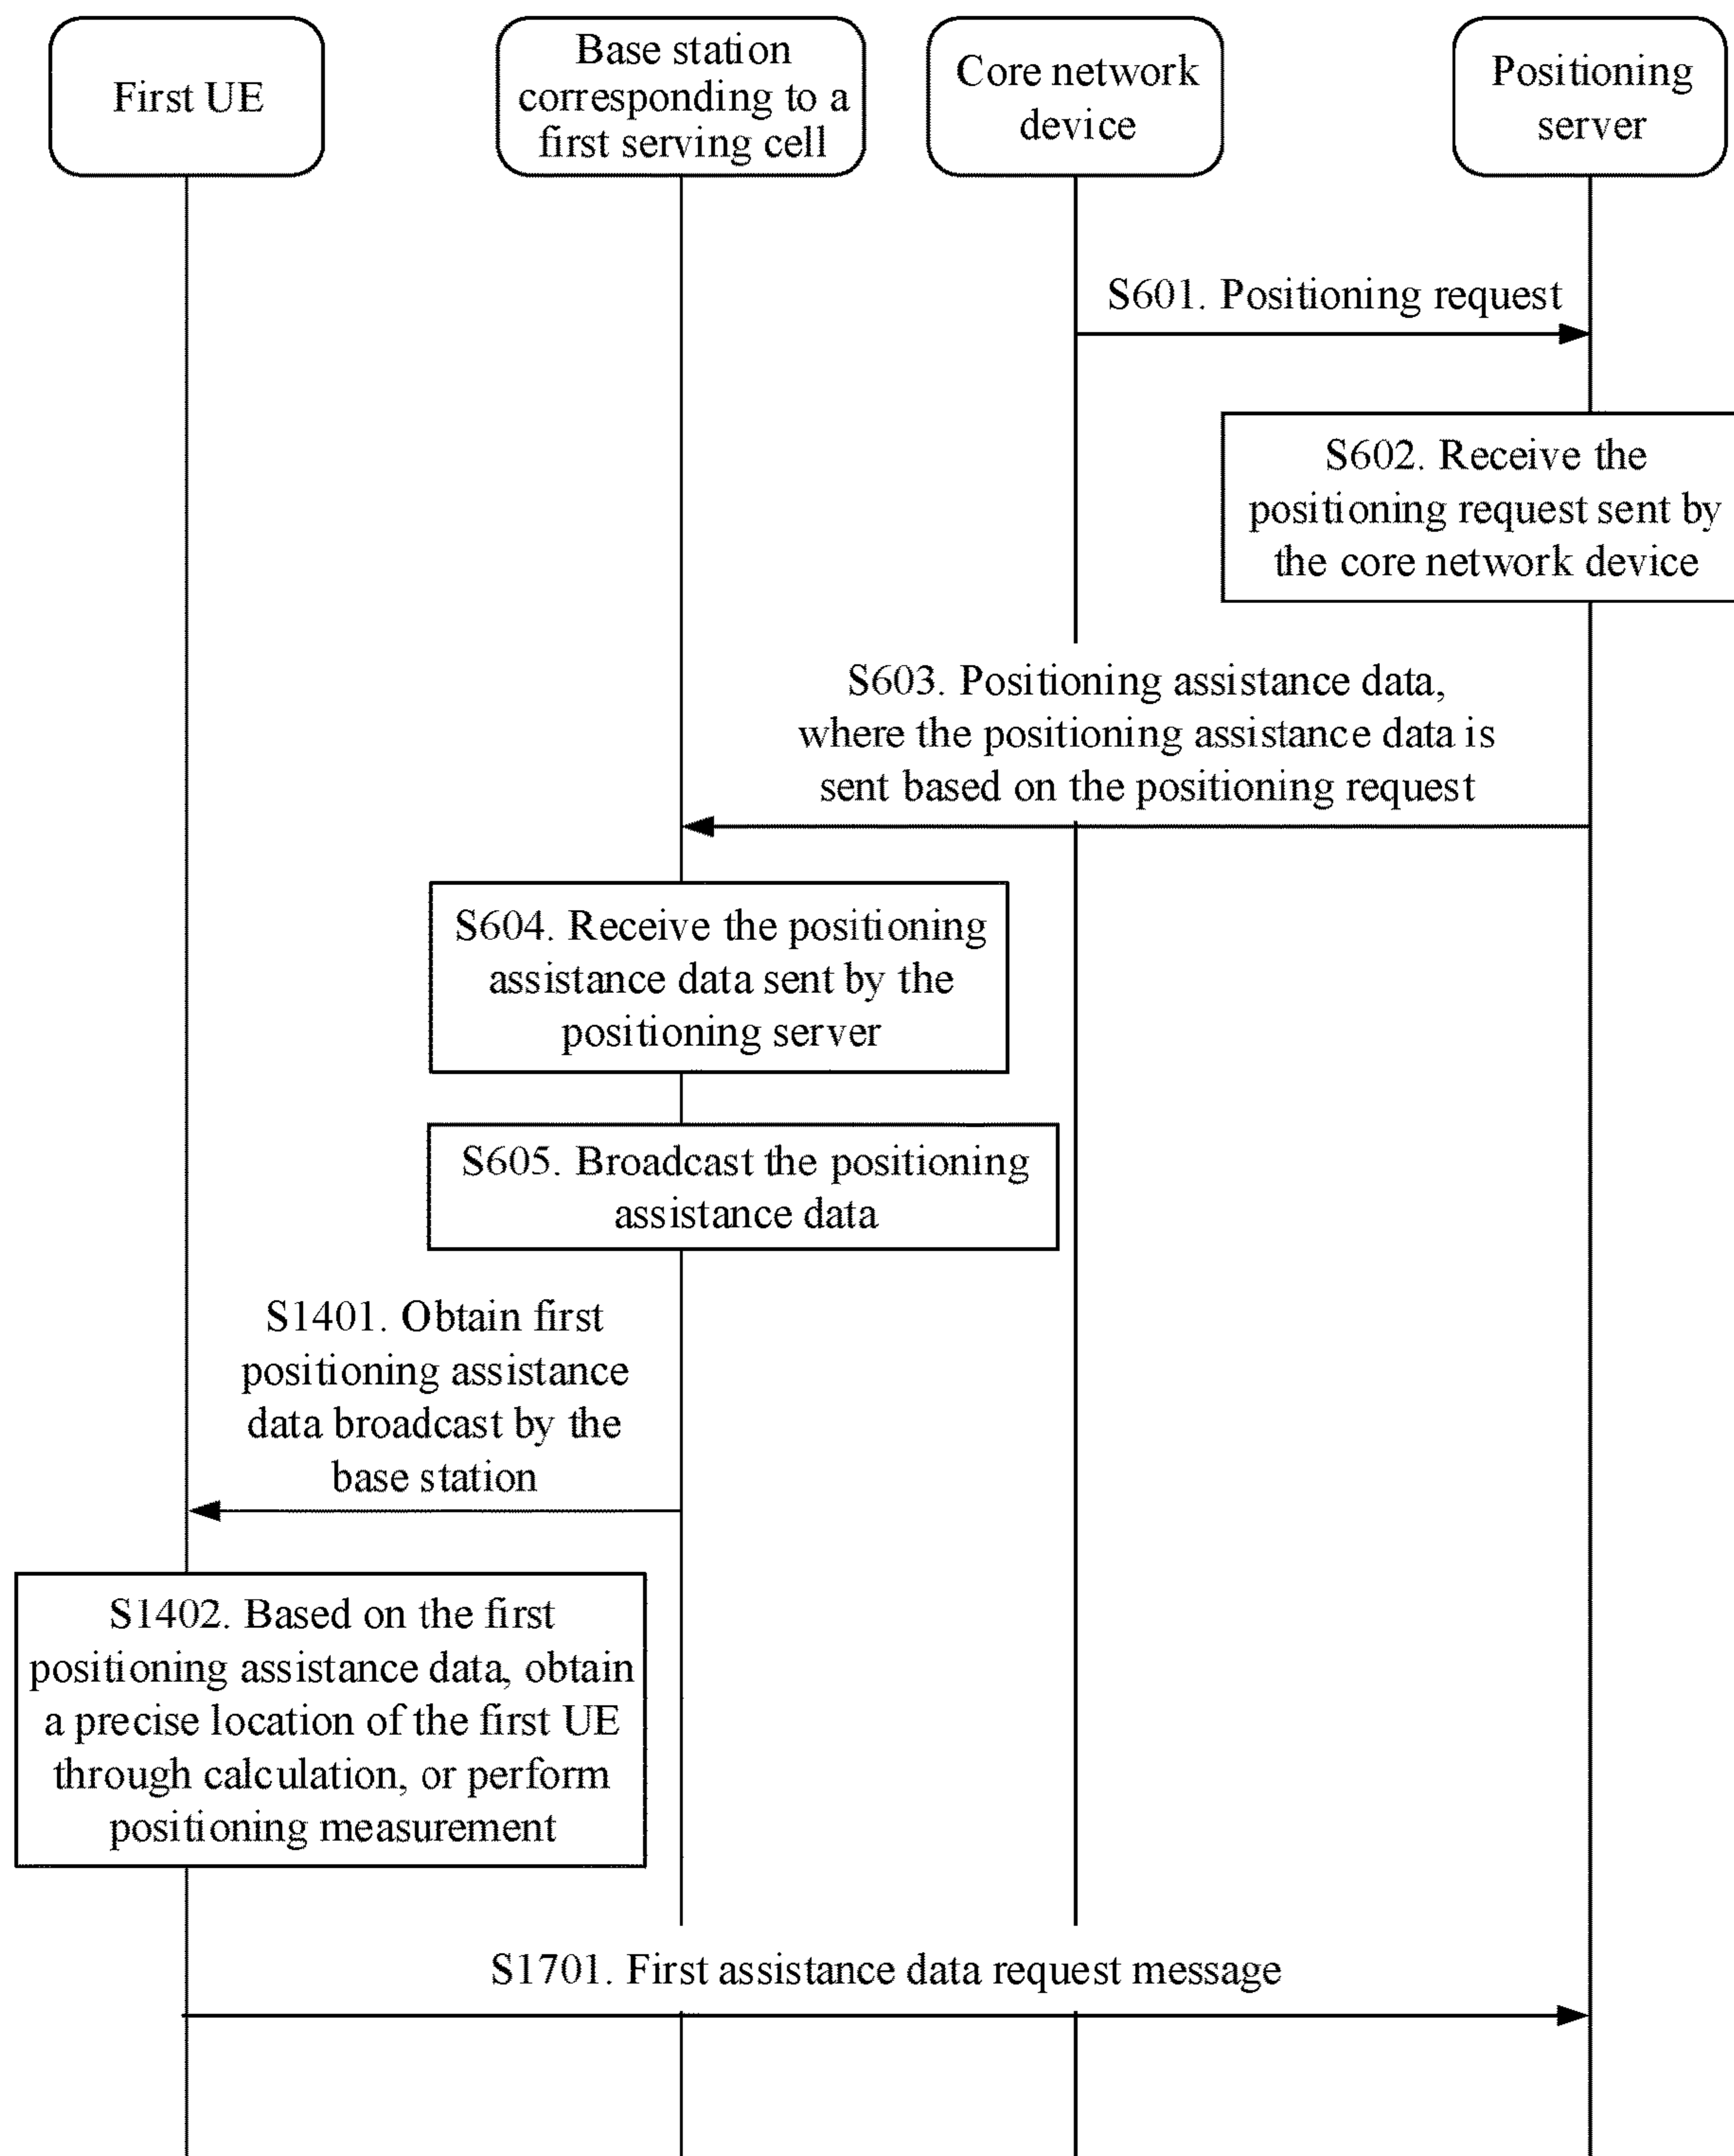 First UE
Base station
corresponding to a
first serving cell
Core network
device
Positioning
server
S601. Positioning request
S602. Receive the
positioning request sent by
the core network device
S603. Positioning assistance data,
where the positioning assistance data is
sent based on the positioning request
S604. Receive the positioning
assistance data sent by the
positioning server
S605. Broadcast the positioning
assistance data
S1401. Obtain first
positioning assistance
data broadcast by the
base station
S1402. Based on the first
positioning assistance data, obtain
a precise location of the first UE
through calculation, or perform
positioning measurement
S1701. First assistance data request message